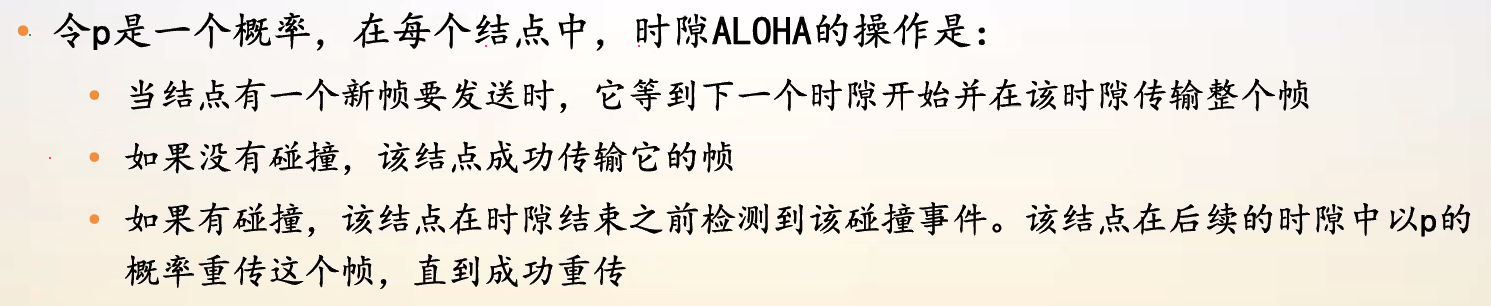 令p是一个概率，在每个结点中，时隙ALOHA的操作是：
当结点有一个新帧要发送时，它等到下一个时隙开始并在该时隙传输整个帧
如果没有碰撞，该结点成功传输它的帧
如果有碰撞，该结点在时隙结束之前检测到该碰撞事件。该结点在后续的时隙中以p的
概率重传这个帧，直到成功重传